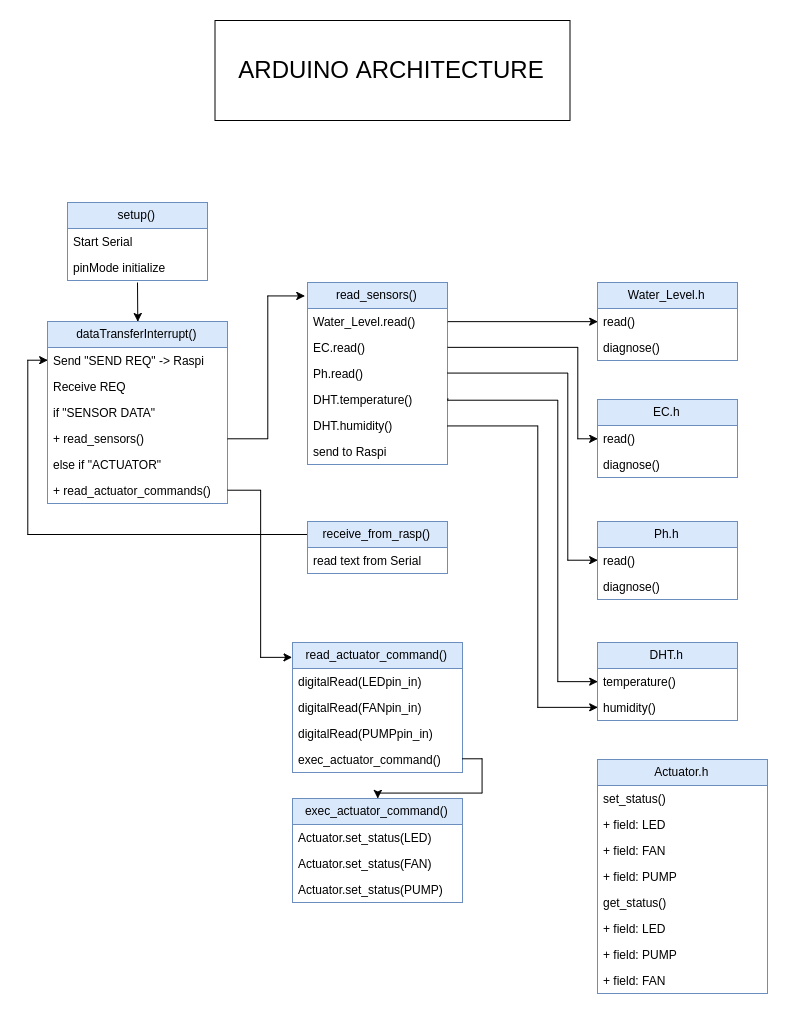 ARDUINO ARCHITECTURE
setup()
Start Serial
pinMode initialize
dataTransferInterrupt()
Send "SEND REQ" -> Raspi
Receive REQ
if "SENSOR DATA"
+ read_sensors()
else if "ACTUATOR"
+ read_actuator_commands()
read_sensors()
Water_Level.read()
EC.read()
Ph.read()
DHT.temperature()
DHT.humidity()
send to Raspi
receive_from_rasp()
read text from Serial
read_actuator_command()
digitalRead(LEDpin_in)
digitalRead(FANpin_in)
digitalRead(PUMPpin_in)
exec_actuator_command()
exec_actuator_command()
Actuator.set_status(LED)
Actuator.set_status(FAN)
Actuator.set_status(PUMP)
Water_Level.h
read()
diagnose()
EC.h
read()
diagnose()
Ph.h
read()
diagnose()
DHT.h
temperature()
humidity()
Actuator.h
set_status()
+ field: LED
+ field: FAN
+ field: PUMP
get_status()
+ field: LED
+ field: PUMP
+ field: FAN